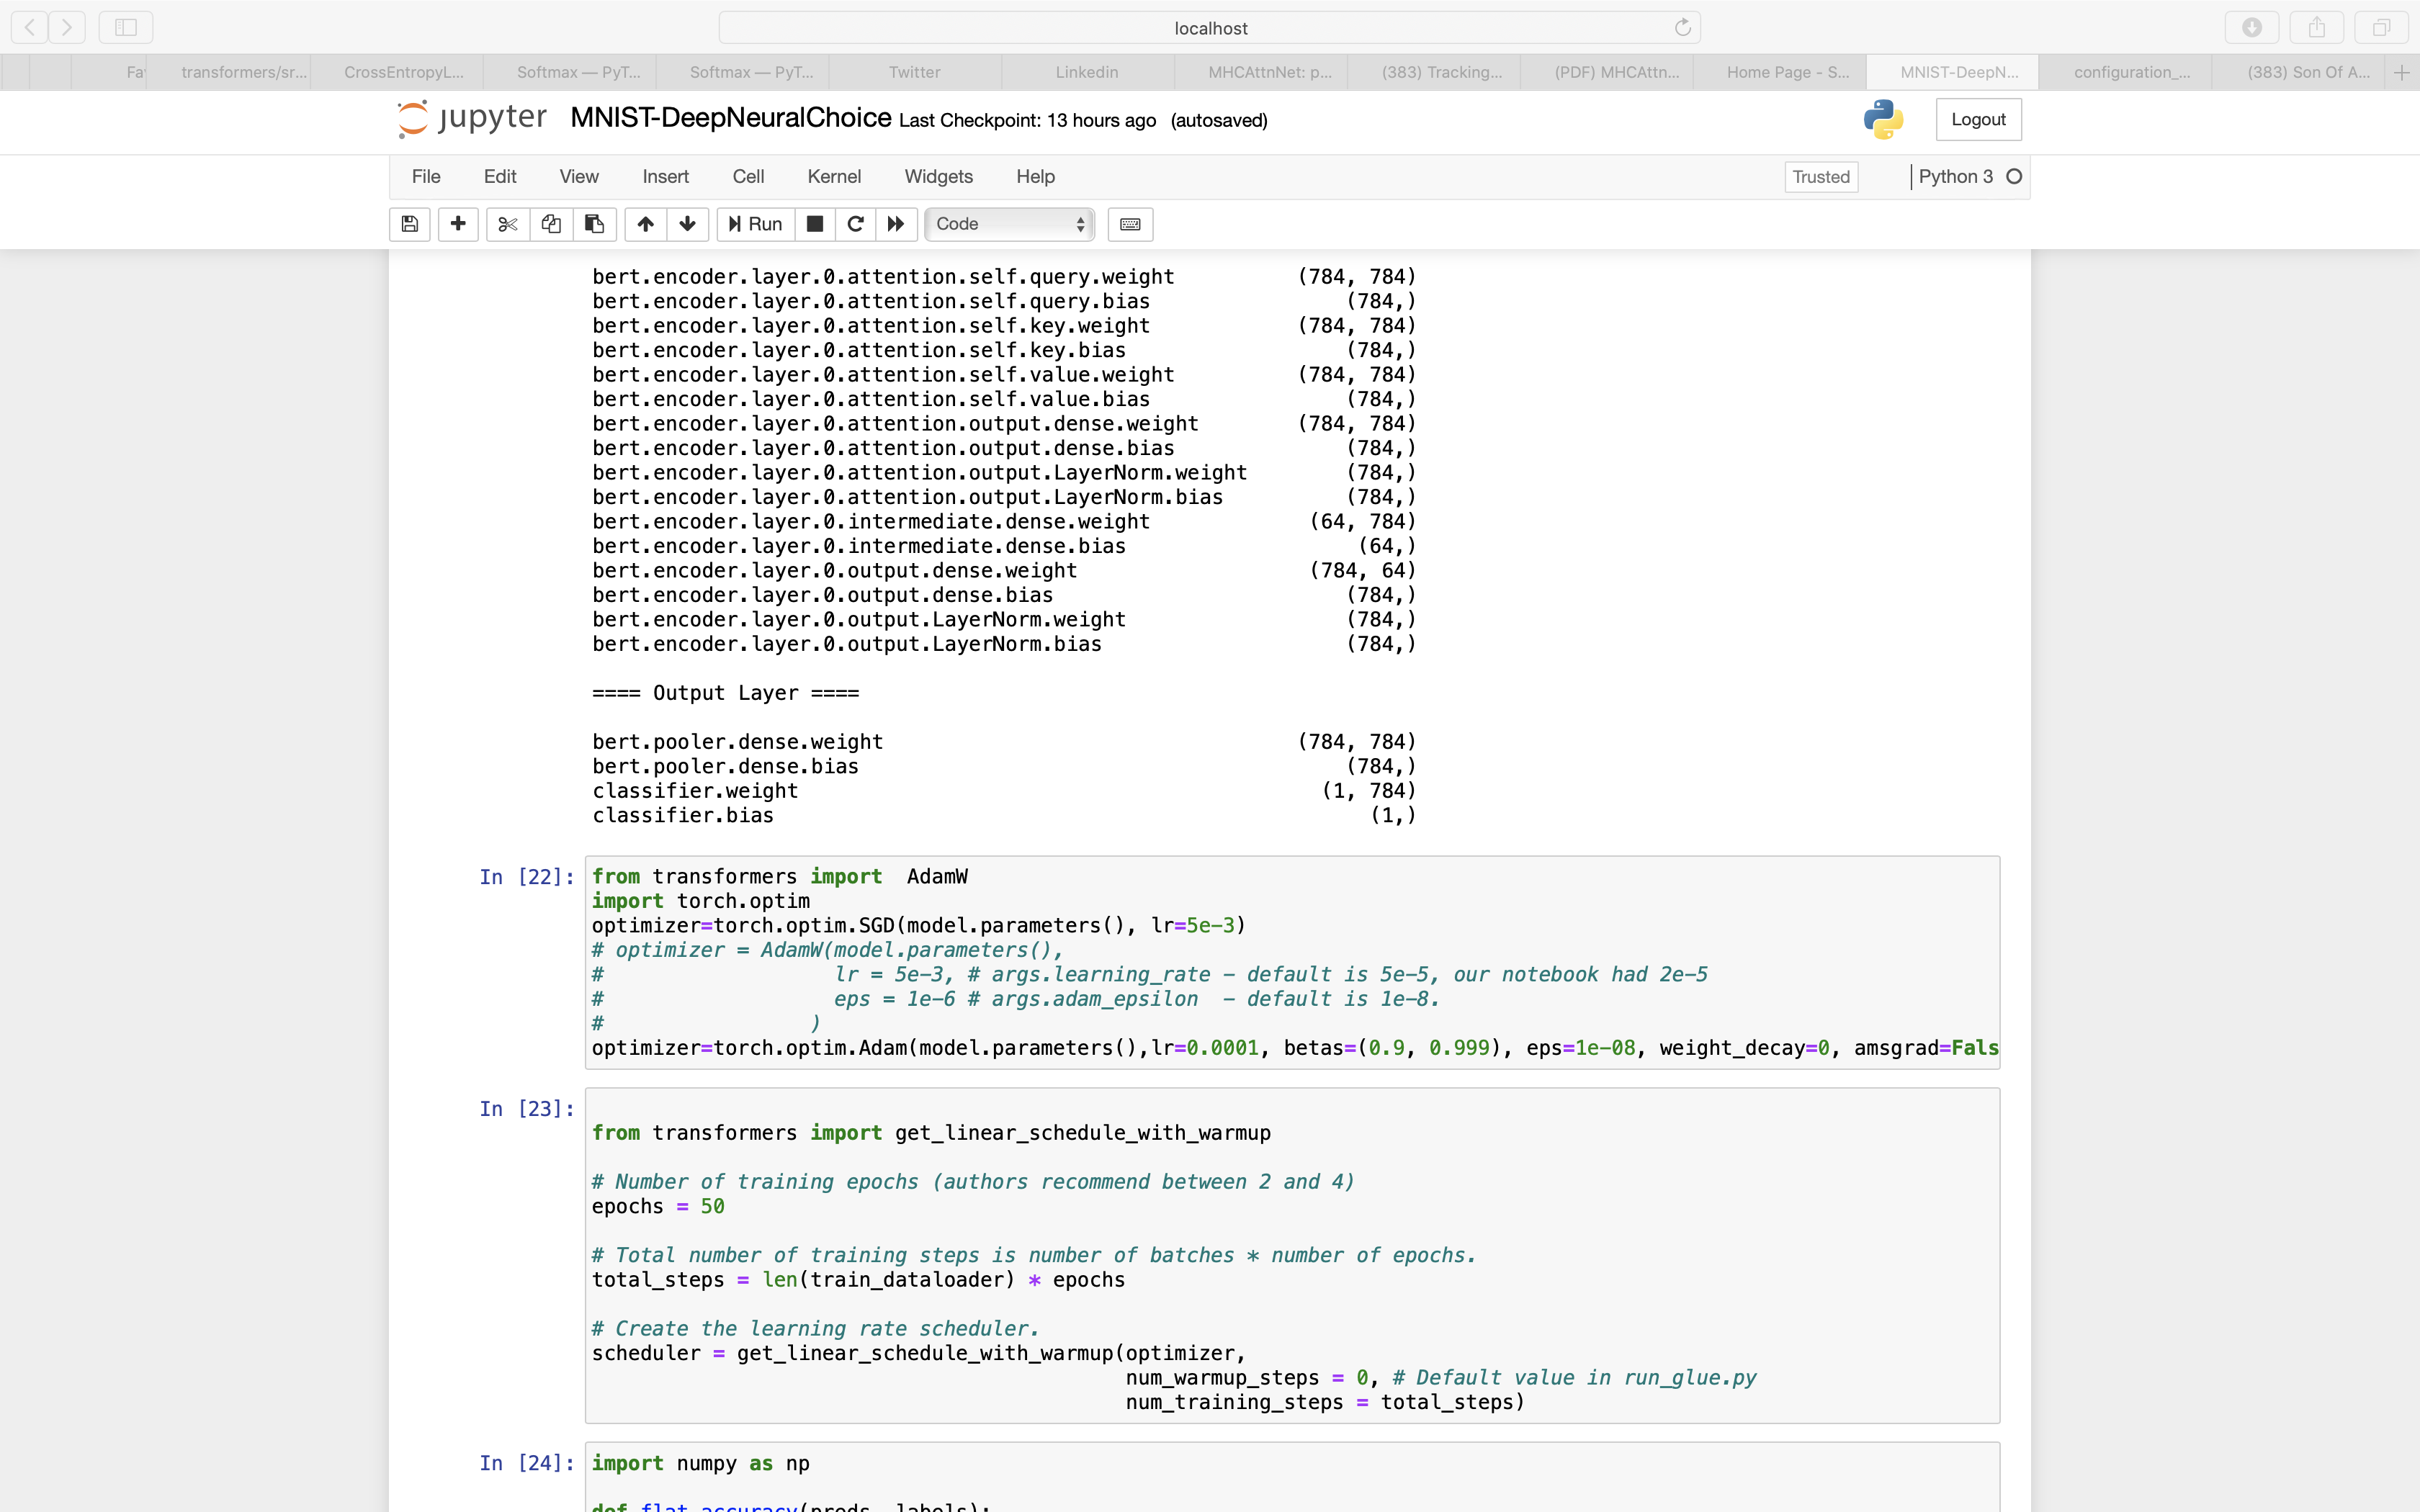 localhost
Fa
transformers/sr...
CrossEntropyL...
Softmax — PyT...
Softmax — PyT...
Twitter
Linkedin
MHCAttnNet: p...
(383) Tracking...
(PDF) MHCAttn...
Home Page - S...
MNIST-DeepN...
configuration_...
(383) Son Of A...
jupyter MNIST-DeepNeuralChoice Last Checkpoint: 13 hours ago (autosaved)
Logout
File Edit View Insert Cell Kernel Widgets Help
Trusted
Python 3
Run
Code
bert.encoder.layer.0.attention.self.query.weight (784, 784)
bert.encoder.layer.0.attention.self.query.bias (784,)
bert.encoder.layer.0.attention.self.key.weight (784, 784)
bert.encoder.layer.0.attention.self.key.bias (784,)
bert.encoder.layer.0.attention.self.value.weight (784, 784)
bert.encoder.layer.0.attention.self.value.bias (784,)
bert.encoder.layer.0.attention.output.dense.weight (784, 784)
bert.encoder.layer.0.attention.output.dense.bias (784,)
bert.encoder.layer.0.attention.output.LayerNorm.weight (784,)
bert.encoder.layer.0.attention.output.LayerNorm.bias (784,)
bert.encoder.layer.0.intermediate.dense.weight (64, 784)
bert.encoder.layer.0.intermediate.dense.bias (64,)
bert.encoder.layer.0.output.dense.weight (784, 64)
bert.encoder.layer.0.output.dense.bias (784,)
bert.encoder.layer.0.output.LayerNorm.weight (784,)
bert.encoder.layer.0.output.LayerNorm.bias (784,)
==== Output Layer ====
bert.pooler.dense.weight (784, 784)
bert.pooler.dense.bias (784,)
classifier.weight (1, 784)
classifier.bias (1,)
In [22]: from transformers import  AdamW
import torch.optim
optimizer=torch.optim.SGD(model.parameters(), lr=5e-3)
# optimizer = AdamW(model.parameters(),
#                   lr = 5e-3, # args.learning_rate - default is 5e-5, our notebook had 2e-5
#                   eps = 1e-6 # args.adam_epsilon  - default is 1e-8.
#                 )
optimizer=torch.optim.Adam(model.parameters(),lr=0.0001, betas=(0.9, 0.999), eps=1e-08, weight_decay=0, amsgrad=Fals
In [23]:
from transformers import get_linear_schedule_with_warmup
# Number of training epochs (authors recommend between 2 and 4)
epochs = 50
# Total number of training steps is number of batches * number of epochs.
total_steps = len(train_dataloader) * epochs
# Create the learning rate scheduler.
scheduler = get_linear_schedule_with_warmup(optimizer,
num_warmup_steps = 0, # Default value in run_glue.py
num_training_steps = total_steps)
In [24]: import numpy as np
def flat_accuracy(preds, labels):